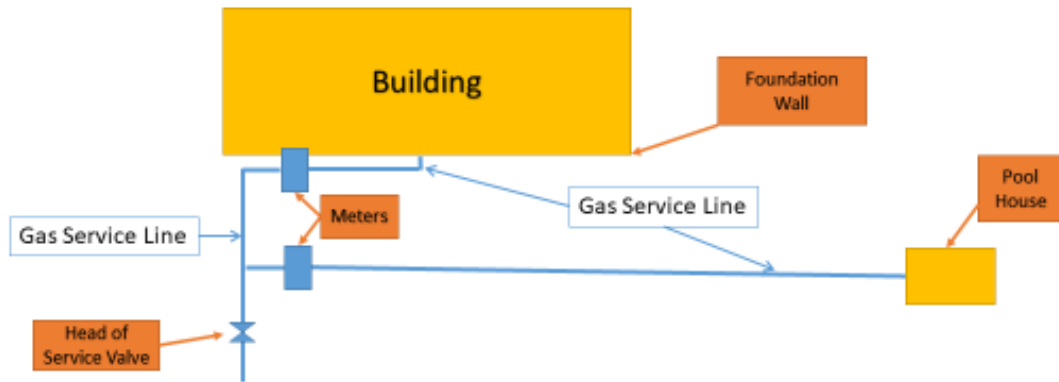 Building
Foundation
Wall
Pool
House
Gas Service Line
Meters
Gas Service Line
Head of
Service Valve